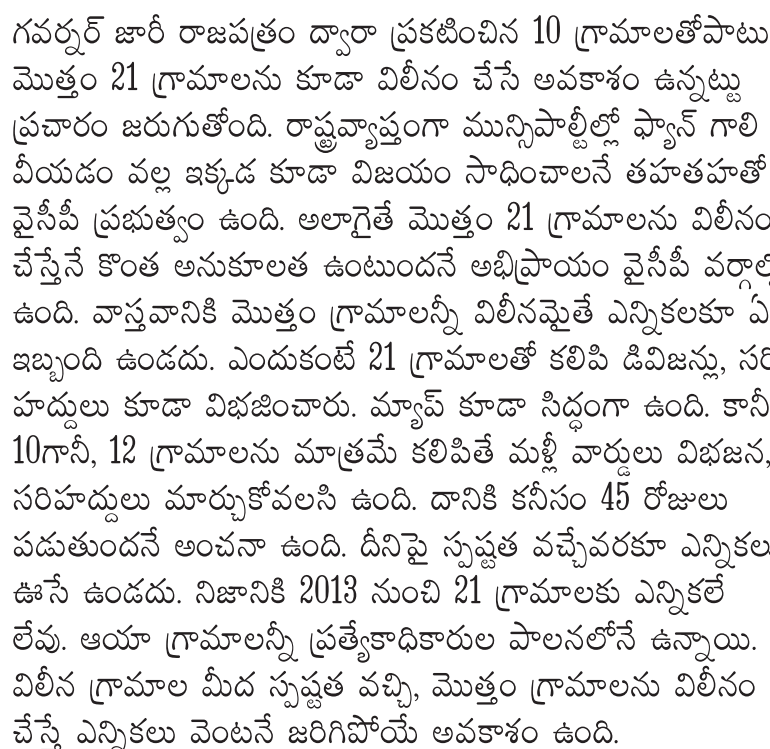 గవర్నర్ జారీ రాజపత్రం ద్వారా ప్రకటించిన 10 గ్రామాలతోపాటు
మొత్తం 21 గ్రామాలను కూడా విలీనం చేసే అవకాశం ఉన్నట్టు
ప్రచారం జరుగుతోంది. రాష్ట్రవ్యాప్తంగా మున్సిపాల్టీల్లో ఫ్యాన్ గాలి
వీయడం వల్ల ఇక్కడ కూడా విజయం సాధించాలనే తహతహతో
వైసీపీ ప్రభుత్వం ఉంది. అలాగైతే మొత్తం 21 గ్రామాలను విలీనం
చేస్తేనే కొంత అనుకూలత ఉంటుందనే అభిప్రాయం వైసీపీ వర్గాల్లో
ఉంది. వాస్తవానికి మొత్తం గ్రామాలన్నీ విలీనమైతే ఎన్నికలకూ ఏ
ఇబ్బంది ఉండదు. ఎందుకంటే 21 గ్రామాలతో కలిపి డివిజన్లు, సరి
హద్దులు కూడా విభజించారు. మ్యాప్ కూడా సిద్ధంగా ఉంది. కానీ
10గానీ, 12 గ్రామాలను మాత్రమే కలిపితే మళ్లీ వార్డులు విభజన,
సరిహద్దులు మార్చుకోవలసి ఉంది. దానికి కనీసం 45 రోజులు
పడుతుందనే అంచనా ఉంది. దీనిపై స్పష్టత వచ్చేవరకూ ఎన్నికలు
ఊసే ఉండదు. నిజానికి 2013 నుంచి 21 గ్రామాలకు ఎన్నికలే
లేవు. ఆయా గ్రామాలన్నీ ప్రత్యేకాధికారుల పాలనలోనే ఉన్నాయి.
విలీన గ్రామాల మీద స్పష్టత వచ్చి, మొత్తం గ్రామాలను విలీనం
చేస్తే ఎన్నికలు వెంటనే జరిగిపోయే అవకాశం ఉంది.